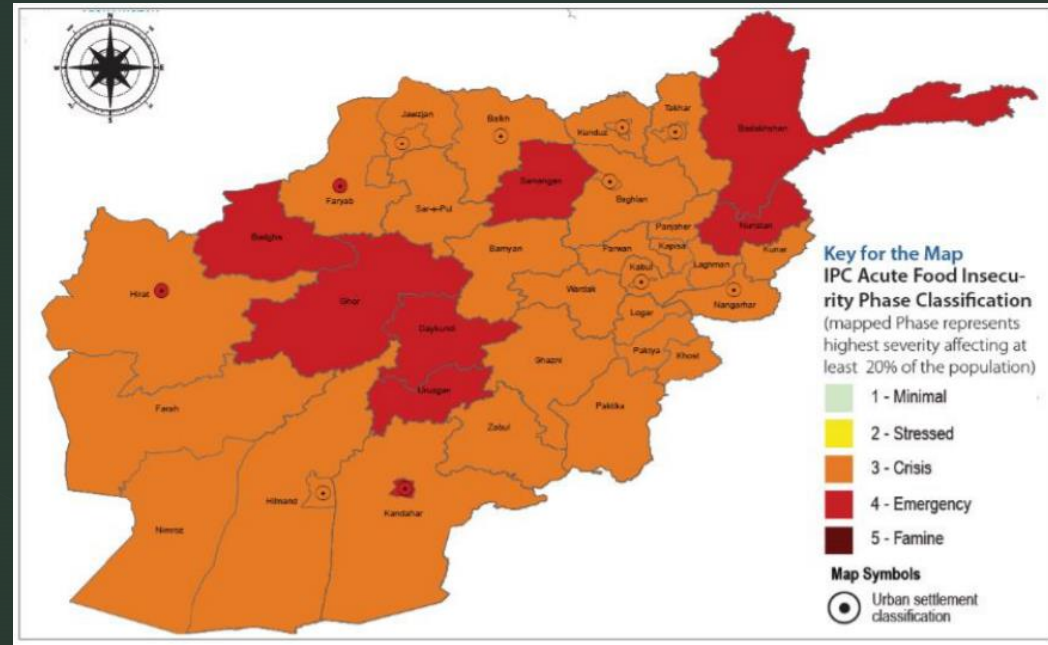 N
W
E
S
Jawzjan
Balkh
Kunduz
Takhar
Badakhshan
Faryab
Sar-e-Pul
Samangan
Baghlan
Nuristan
Panjsher
Kunar
Badghis
Bamyan
Parwan
Kapisa
Laghman
Hirat
Ghor
Wardak
Kabul
Nangarhar
Logar
Daykundi
Ghazni
Paktya
Khost
Uruzgan
Farah
Zabul
Paktika
Nimroz
Hilmand
Kandahar
Key for the Map
IPC Acute Food Insecu-
rity Phase Classification
(mapped Phase represents
highest severity affecting at
least 20% of the population)
1 - Minimal
2 - Stressed
3 - Crisis
4 - Emergency
5 - Famine
Map Symbols
Urban settlement
classification